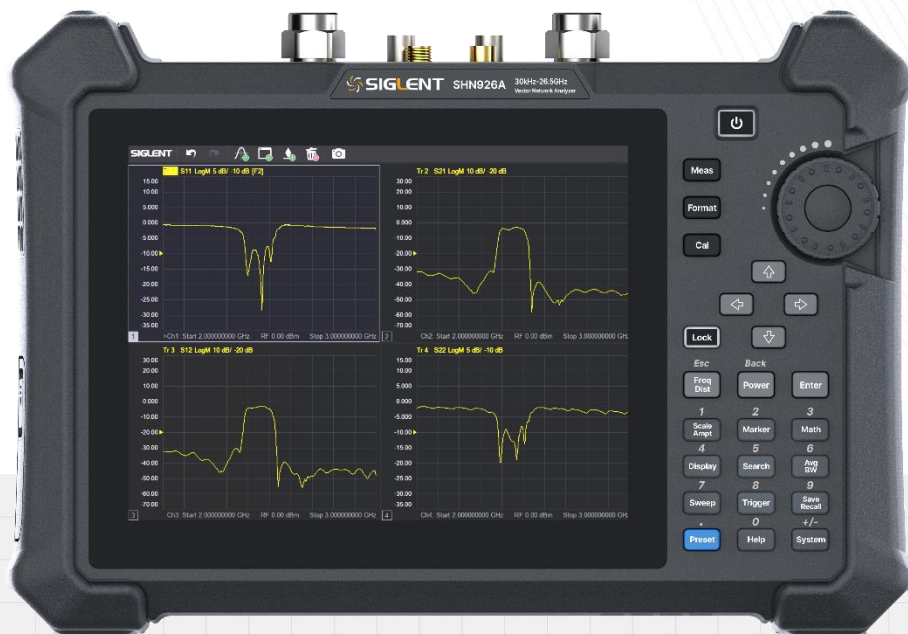 SIGLENT SHN926A 30kHz-26.5GHz
Vector Network Analyzer
SIGLENT
S11 LogM 5 dB/ -10 dB [F2]
15.00
10.00
5.000
0.000
-5.000
-10.00
-15.00
-20.00
-25.00
-30.00
-35.00
1 >Ch1: Start 2.000000000 GHz RF 0.00 dBm Stop 3.000000000 GHz
Tr 2 S21 LogM 10 dB/ -20 dB
30.00
20.00
10.00
0.000
-10.00
-20.00
-30.00
-40.00
-50.00
-60.00
-70.00
2 Ch2: Start 2.000000000 GHz RF 0.00 dBm Stop 3.000000000 GHz
Tr 3 S12 LogM 10 dB/ -20 dB
30.00
20.00
10.00
0.000
-10.00
-20.00
-30.00
-40.00
-50.00
-60.00
-70.00
3 Ch3: Start 2.000000000 GHz RF 0.00 dBm Stop 3.000000000 GHz
Tr 4 S22 LogM 5 dB/ -10 dB
15.00
10.00
5.000
0.000
-5.000
-10.00
-15.00
-20.00
-25.00
-30.00
-35.00
4 Ch4: Start 2.000000000 GHz RF 0.00 dBm Stop 3.000000000 GHz
Meas
Format
Cal
Lock
Esc Back
Freq Dist Power Enter
1 2 3
Scale Ampt Marker Math
4 5 6
Display Search Avg BW
7 8 9
Sweep Trigger Save Recall
. 0 +/-
Preset Help System